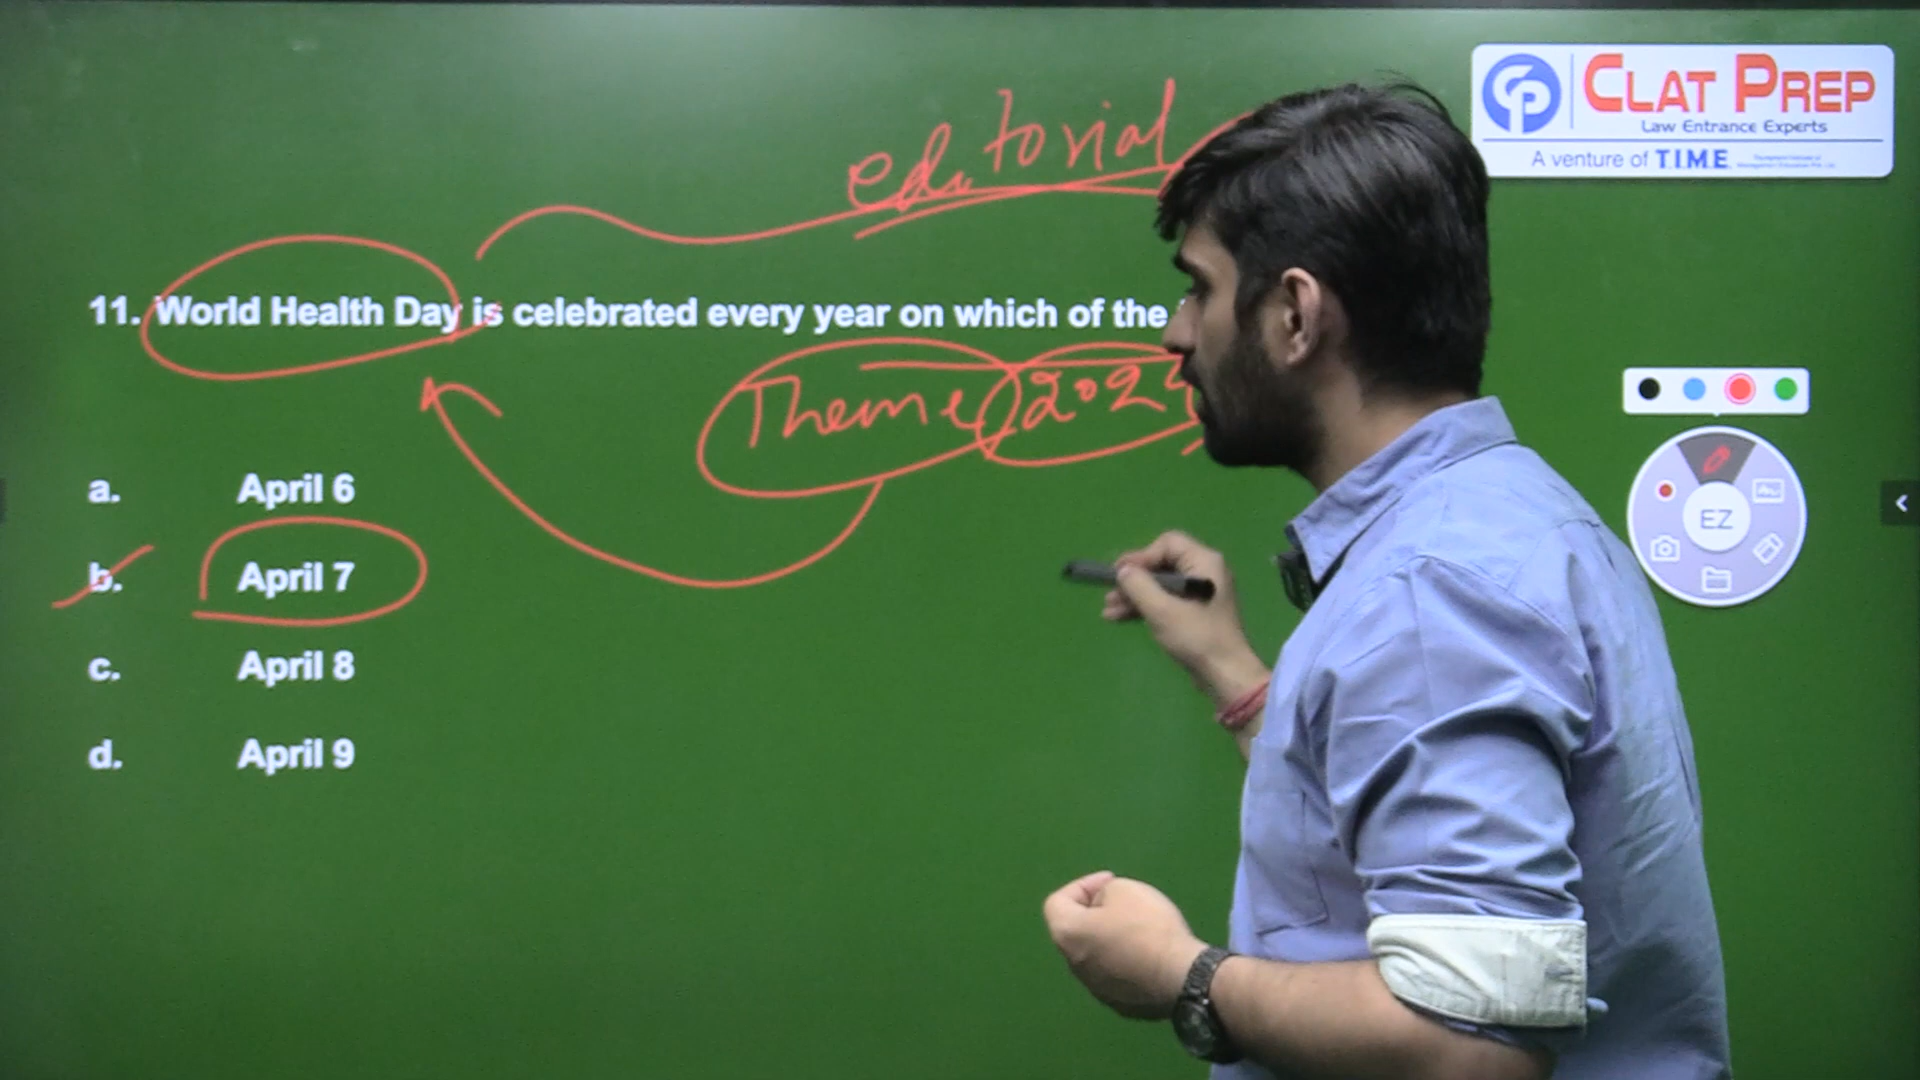 CLAT PREP
Law Entrance Experts
A venture of T.I.M.E.
editorial
11. World Health Day is celebrated every year on which of the
Theme 202
a. April 6
b. April 7
c. April 8
d. April 9
EZ